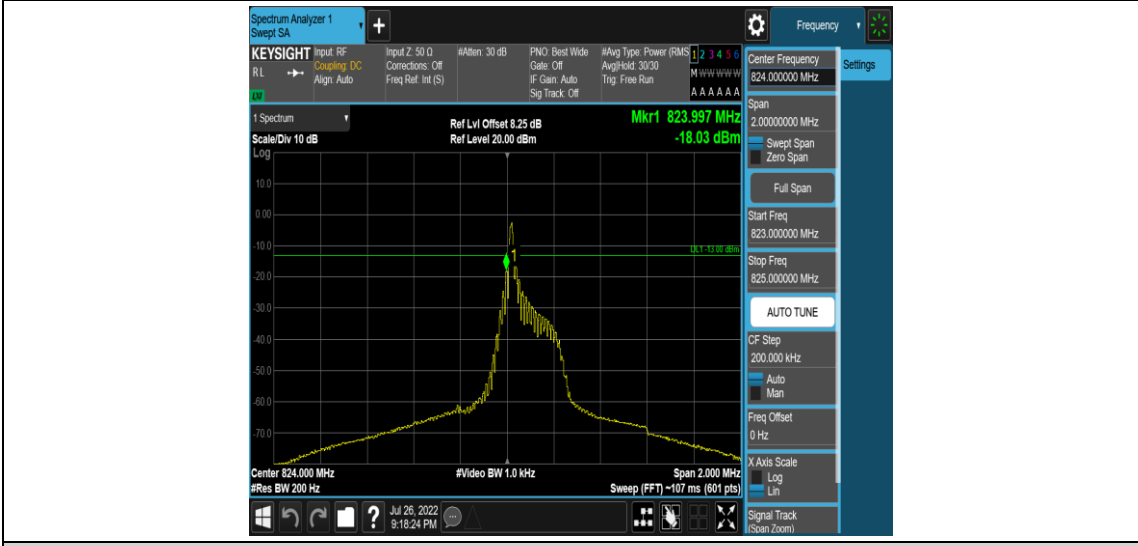 Spectrum Analyzer 1
Swept SA
+
Frequency
KEYSIGHT
RL
Input: RF
Coupling: DC
Align: Auto
Input Z: 50 Ω
Corrections: Off
Freq Ref: Int (S)
#Atten: 30 dB
PNO: Best Wide
Gate: Off
IF Gain: Auto
Sig Track: Off
#Avg Type: Power (RMS
Avg|Hold: 30/30
Trig: Free Run
1 2 3 4 5 6
M W W W W W
A A A A A A
1 Spectrum
Scale/Div 10 dB
Log
Ref Lvl Offset 8.25 dB
Ref Level 20.00 dBm
Mkr1 823.997 MHz
-18.03 dBm
10.0
0.00
-10.0
-20.0
-30.0
-40.0
-50.0
-60.0
-70.0
DL1 -13.00 dBm
Center 824.000 MHz
#Res BW 200 Hz
#Video BW 1.0 kHz
Span 2.000 MHz
Sweep (FFT) ~107 ms (601 pts)
?
Jul 26, 2022
9:18:24 PM
Center Frequency
824.000000 MHz
Settings
Span
2.00000000 MHz
Swept Span
Zero Span
Full Span
Start Freq
823.000000 MHz
Stop Freq
825.000000 MHz
AUTO TUNE
CF Step
200.000 kHz
Auto
Man
Freq Offset
0 Hz
X Axis Scale
Log
Lin
Signal Track
(Span Zoom)